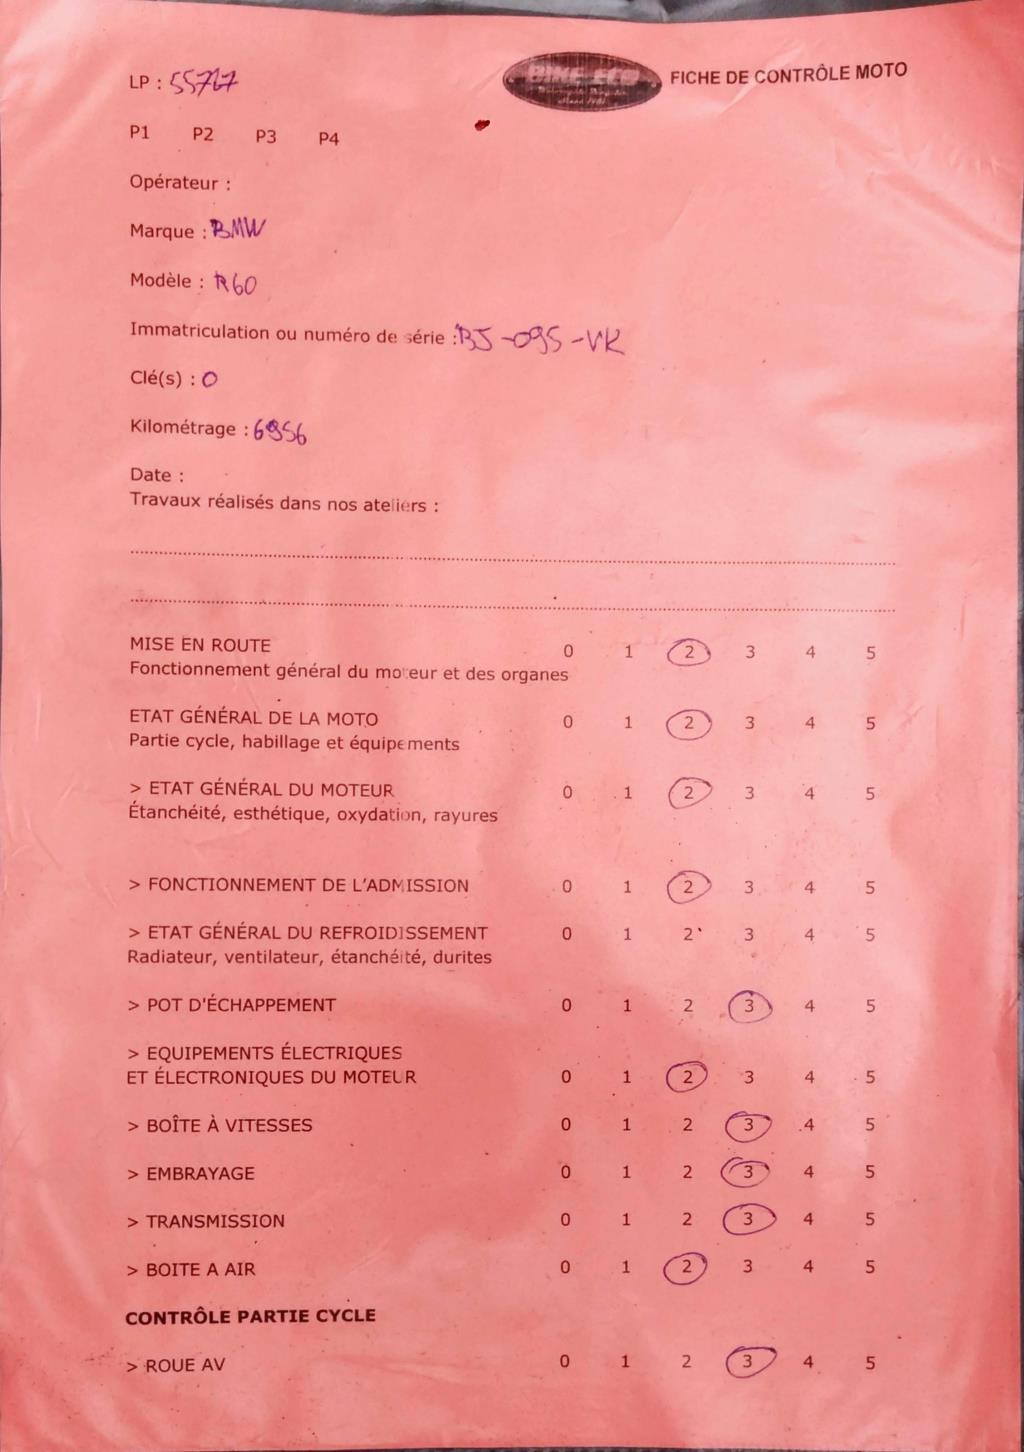 LP : 55717
BIKE-ECO
FICHE DE CONTRÔLE MOTO
P1 P2 P3 P4
Opérateur :
Marque : BMW
Modèle : R60
Immatriculation ou numéro de série : BJ-095-VK
Clé(s) : 0
Kilométrage : 6956
Date :
Travaux réalisés dans nos ateliers :
MISE EN ROUTE 0 1 2 3 4 5
Fonctionnement général du moteur et des organes
ETAT GÉNÉRAL DE LA MOTO 0 1 2 3 4 5
Partie cycle, habillage et équipements
> ETAT GÉNÉRAL DU MOTEUR 0 1 2 3 4 5
Étanchéité, esthétique, oxydation, rayures
> FONCTIONNEMENT DE L'ADMISSION 0 1 2 3 4 5
> ETAT GÉNÉRAL DU REFROIDISSEMENT 0 1 2 3 4 5
Radiateur, ventilateur, étanchéité, durites
> POT D'ÉCHAPPEMENT 0 1 2 3 4 5
> EQUIPEMENTS ÉLECTRIQUES
ET ÉLECTRONIQUES DU MOTEUR 0 1 2 3 4 5
> BOÎTE À VITESSES 0 1 2 3 4 5
> EMBRAYAGE 0 1 2 3 4 5
> TRANSMISSION 0 1 2 3 4 5
> BOITE A AIR 0 1 2 3 4 5
CONTRÔLE PARTIE CYCLE
> ROUE AV 0 1 2 3 4 5